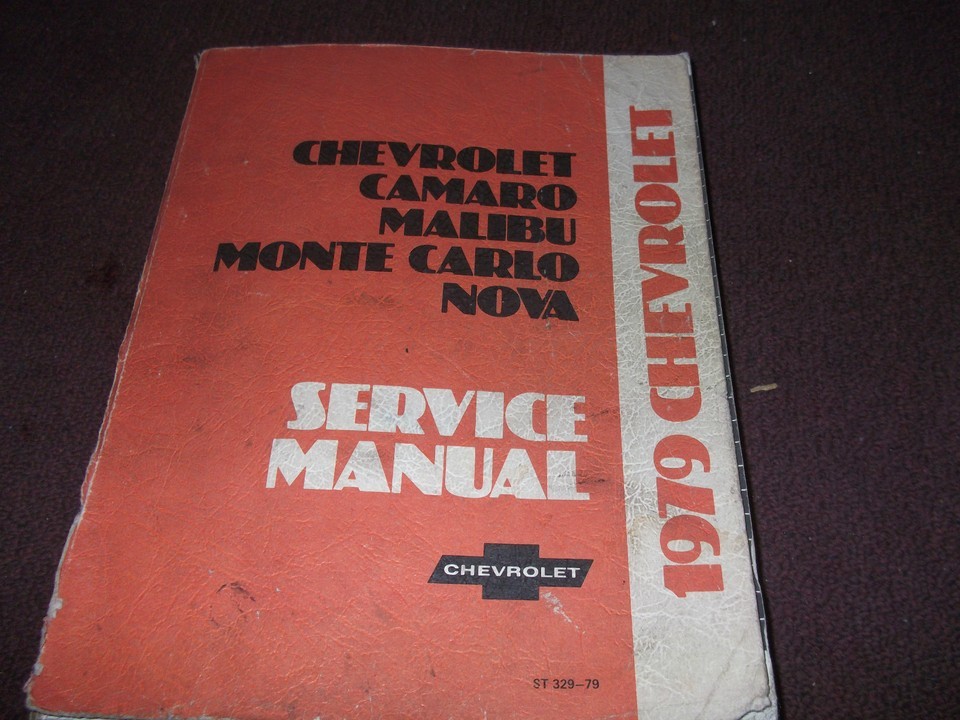 CHEVROLET
CAMARO
MALIBU
MONTE CARLO
NOVA
SERVICE
MANUAL
CHEVROLET
ST 329-79
1979 CHEVROLET